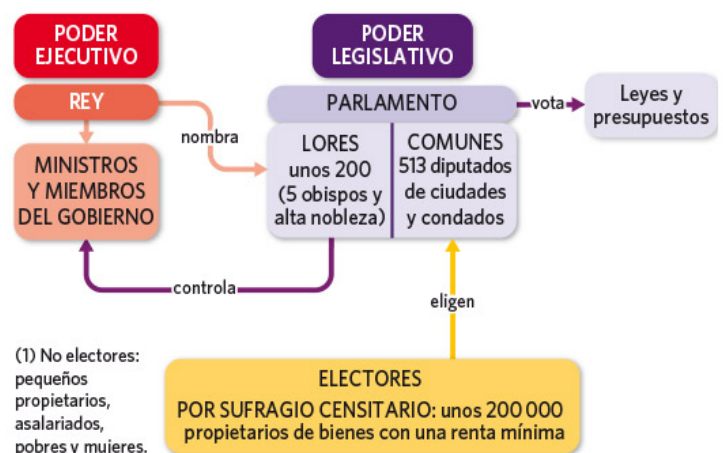 PODER
EJECUTIVO
PODER
LEGISLATIVO
REY
PARLAMENTO
vota
Leyes y
presupuestos
nombra
MINISTROS
Y MIEMBROS
DEL GOBIERNO
LORES
unos 200
(5 obispos y
alta nobleza)
COMUNES
513 diputados
de ciudades
y condados
controla
eligen
(1) No electores:
pequeños
propietarios,
asalariados,
pobres y mujeres.
ELECTORES
POR SUFRAGIO CENSITARIO: unos 200 000
propietarios de bienes con una renta mínima